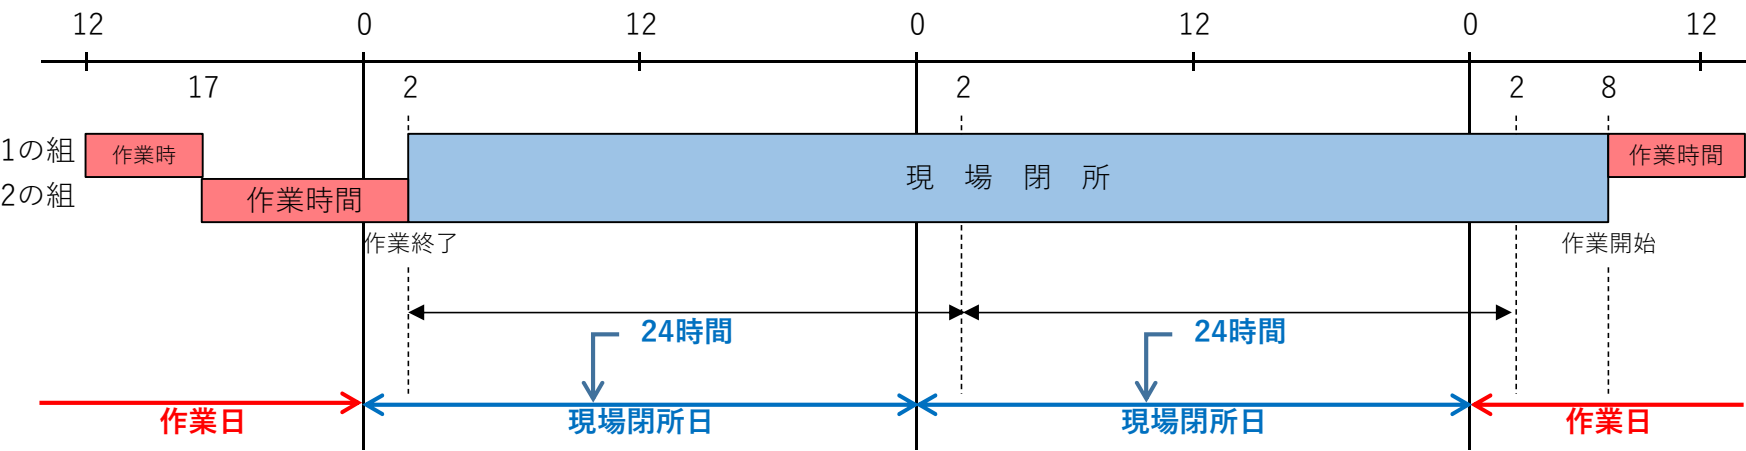 12 0 12 0 12 0 12
17 2 2 2 8
1の組 作業時 現 場 閉 所 作業時間
2の組 作業時間
作業終了 作業開始
24時間 24時間
作業日 現場閉所日 現場閉所日 作業日